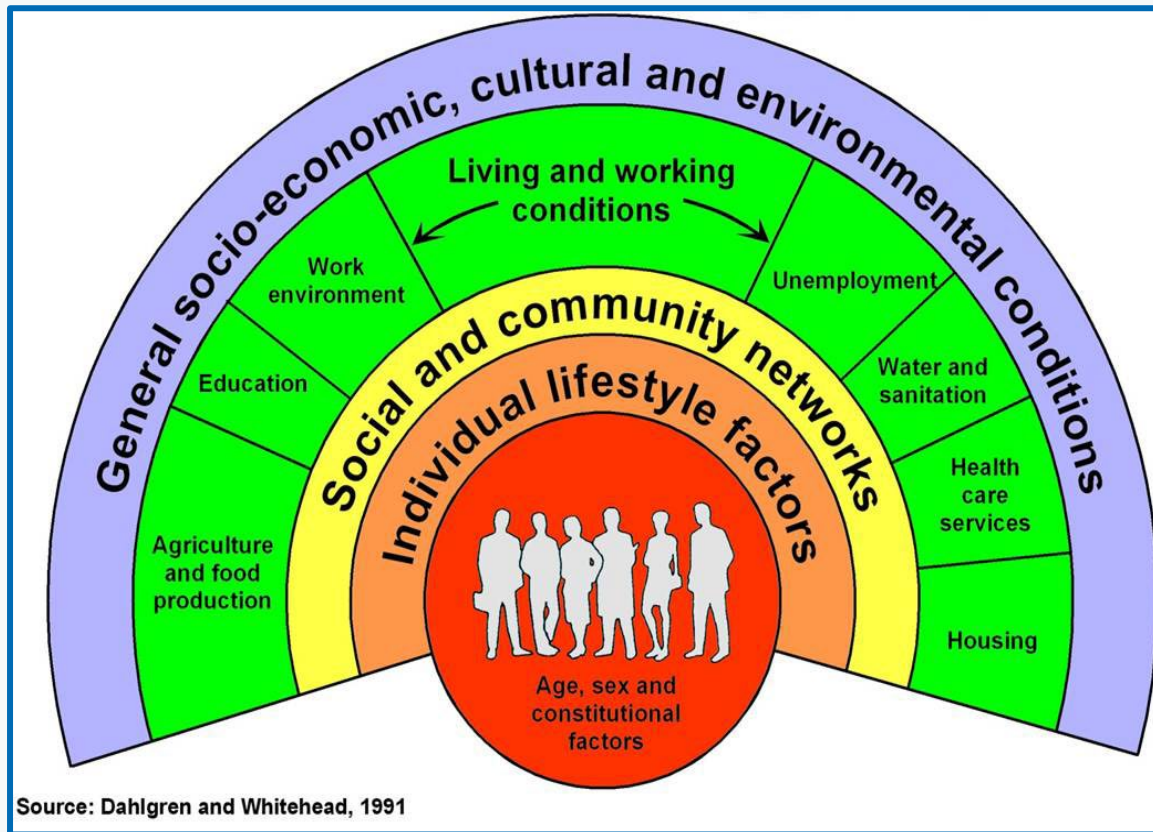 General socio-economic, cultural and environmental conditions
Living and working
conditions
Work
environment
Unemployment
Education
Water and
sanitation
Agriculture
and food
production
Health
care
services
Housing
Social and community networks
Individual lifestyle factors
Age, sex and
constitutional
factors
Source: Dahlgren and Whitehead, 1991